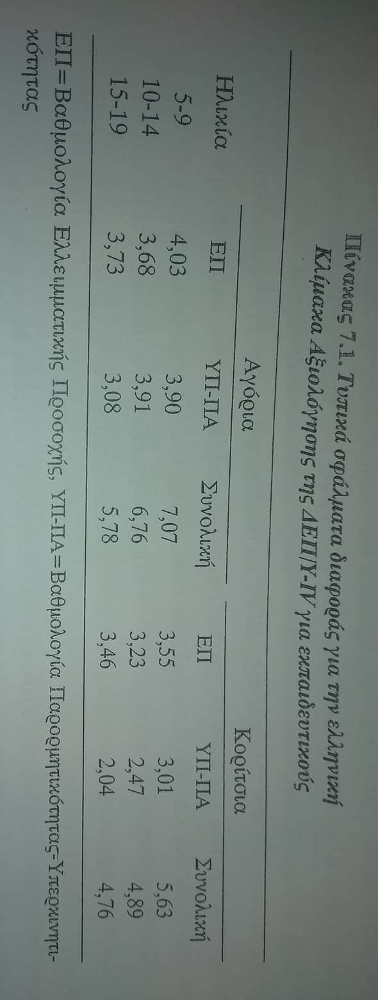 Πίνακας 7.1. Τυπικά σφάλματα διαφοράς για την ελληνική
Κλίμακα Αξιολόγησης της ΔΕΠ/Υ-IV για εκπαιδευτικούς
Αγόρια Κορίτσια
Ηλικία ΕΠ ΥΠ-ΠΑ Συνολική ΕΠ ΥΠ-ΠΑ Συνολική
5-9 4,03 3,90 7,07 3,55 3,01 5,63
10-14 3,68 3,91 6,76 3,23 2,47 4,89
15-19 3,73 3,08 5,78 3,46 2,04 4,76
ΕΠ=Βαθμολογία Ελλειμματικής Προσοχής, ΥΠ-ΠΑ=Βαθμολογία Παρορμητικότητας-Υπερκινητι-
κότητας